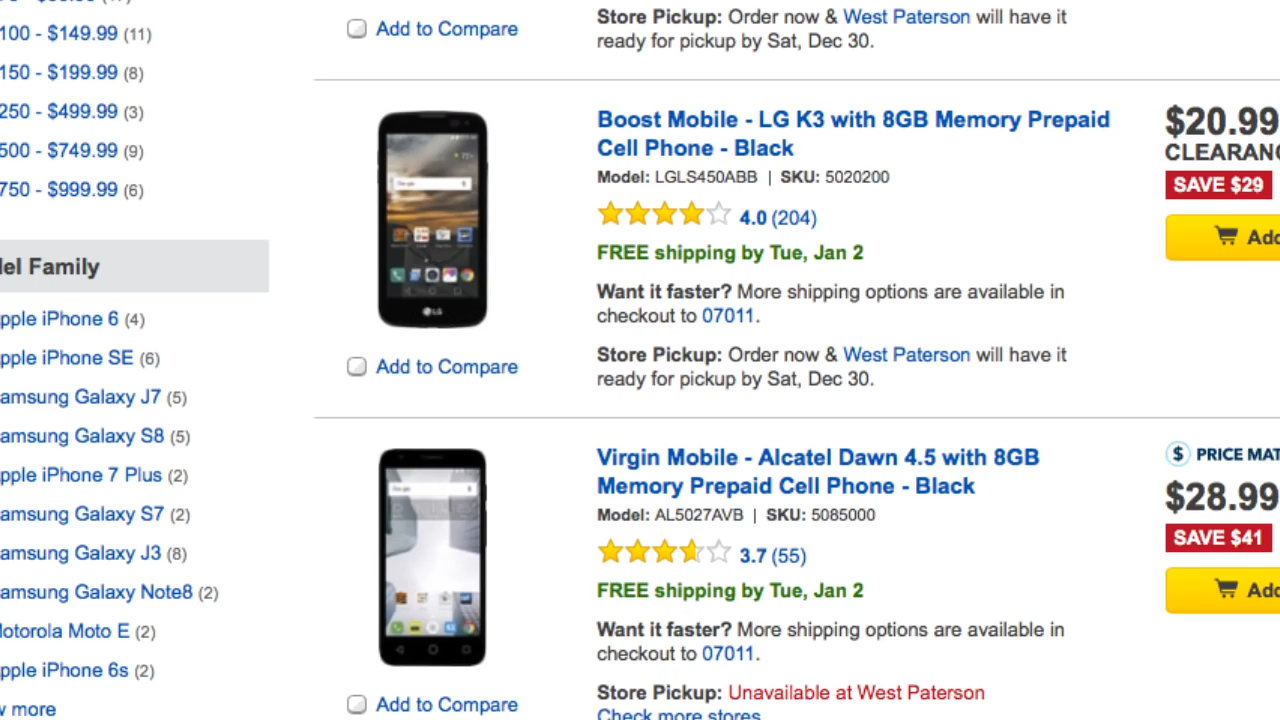 100 - $149.99 (11)
150 - $199.99 (8)
250 - $499.99 (3)
500 - $749.99 (9)
750 - $999.99 (6)
el Family
pple iPhone 6 (4)
pple iPhone SE (6)
amsung Galaxy J7 (5)
amsung Galaxy S8 (5)
pple iPhone 7 Plus (2)
amsung Galaxy S7 (2)
amsung Galaxy J3 (8)
amsung Galaxy Note8 (2)
otorola Moto E (2)
pple iPhone 6s (2)
w more
Add to Compare
Store Pickup: Order now & West Paterson will have it
ready for pickup by Sat, Dec 30.
Google
LG
Add to Compare
Boost Mobile - LG K3 with 8GB Memory Prepaid
Cell Phone - Black
Model: LGLS450ABB | SKU: 5020200
4.0 (204)
FREE shipping by Tue, Jan 2
Want it faster? More shipping options are available in
checkout to 07011.
Store Pickup: Order now & West Paterson will have it
ready for pickup by Sat, Dec 30.
$20.99
CLEARANC
SAVE $29
Add
Google
Add to Compare
Virgin Mobile - Alcatel Dawn 4.5 with 8GB
Memory Prepaid Cell Phone - Black
Model: AL5027AVB | SKU: 5085000
3.7 (55)
FREE shipping by Tue, Jan 2
Want it faster? More shipping options are available in
checkout to 07011.
Store Pickup: Unavailable at West Paterson
Check more stores
$ PRICE MAT
$28.99
SAVE $41
Add